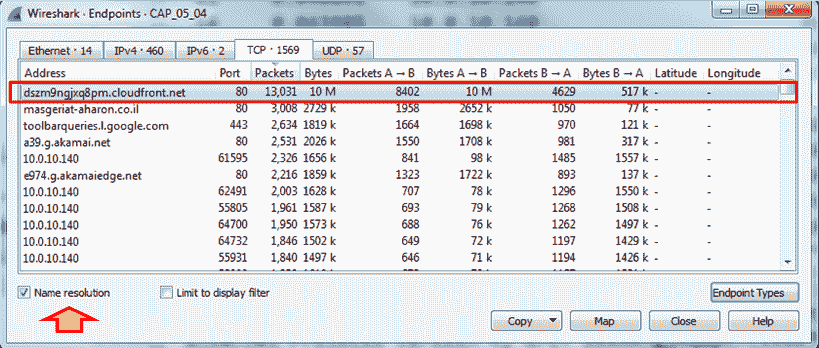 Wireshark · Endpoints · CAP_05_04
Ethernet · 14 IPv4 · 460 IPv6 · 2 TCP · 1569 UDP · 57
Address Port Packets Bytes Packets A → B Bytes A → B Packets B → A Bytes B → A Latitude Longitude
dszm9ngjxq8pm.cloudfront.net 80 13,031 10 M 8402 10 M 4629 517 k - -
masgeriat-aharon.co.il 80 3,008 2729 k 1958 2652 k 1050 77 k - -
toolbarqueries.l.google.com 443 2,634 1819 k 1664 1698 k 970 121 k - -
a39.g.akamai.net 80 2,531 2026 k 1550 1708 k 981 317 k - -
10.0.10.140 61595 2,326 1656 k 841 98 k 1485 1557 k - -
e974.g.akamaiedge.net 80 2,216 1859 k 1323 1722 k 893 137 k - -
10.0.10.140 62491 2,003 1628 k 707 78 k 1296 1550 k - -
10.0.10.140 55805 1,961 1587 k 693 79 k 1268 1508 k - -
10.0.10.140 64700 1,950 1573 k 688 76 k 1262 1497 k - -
10.0.10.140 64732 1,846 1502 k 649 72 k 1197 1429 k - -
10.0.10.140 55931 1,840 1497 k 646 71 k 1194 1426 k - -
Name resolution Limit to display filter Endpoint Types
Copy Map Close Help